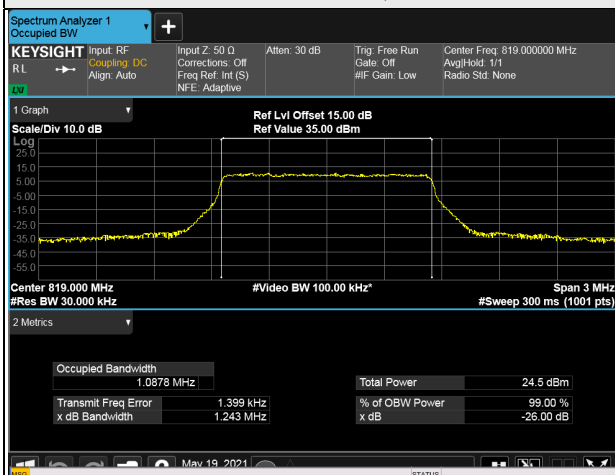 Spectrum Analyzer 1
Occupied BW
KEYSIGHT Input: RF
RL
Coupling: DC
Align: Auto
LXI
Input Z: 50 Ω
Corrections: Off
Freq Ref: Int (S)
NFE: Adaptive
Atten: 30 dB
Trig: Free Run
Gate: Off
#IF Gain: Low
Center Freq: 819.000000 MHz
Avg|Hold: 1/1
Radio Std: None
1 Graph
Scale/Div 10.0 dB
Ref Lvl Offset 15.00 dB
Ref Value 35.00 dBm
Log
25.0
15.0
5.00
-5.00
-15.0
-25.0
-35.0
-45.0
-55.0
Center 819.000 MHz
#Res BW 30.000 kHz
#Video BW 100.00 kHz*
Span 3 MHz
#Sweep 300 ms (1001 pts)
2 Metrics
Occupied Bandwidth
1.0878 MHz
Transmit Freq Error 1.399 kHz
x dB Bandwidth 1.243 MHz
Total Power 24.5 dBm
% of OBW Power 99.00 %
x dB -26.00 dB
May 19, 2021
MSG
STATUS